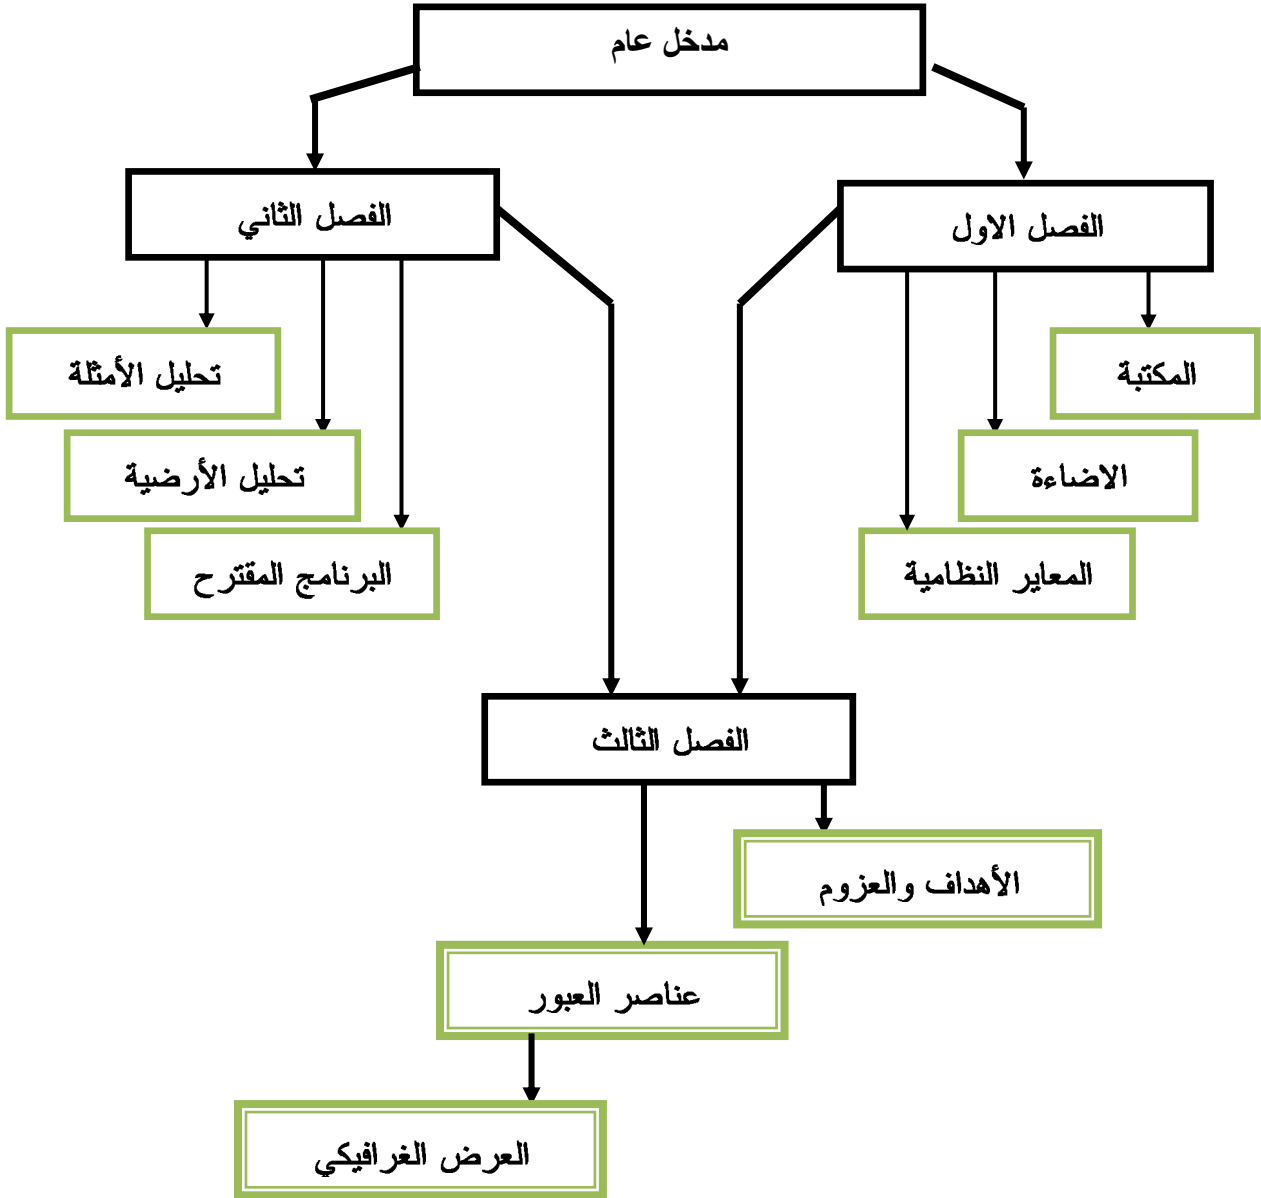 مدخل عام
الفصل الاول
الفصل الثاني
المكتبة
تحليل الأمثلة
الاضاءة
تحليل الأرضية
المعاير النظامية
البرنامج المقترح
الفصل الثالث
الأهداف والعزوم
عناصر العبور
العرض الغرافيكي